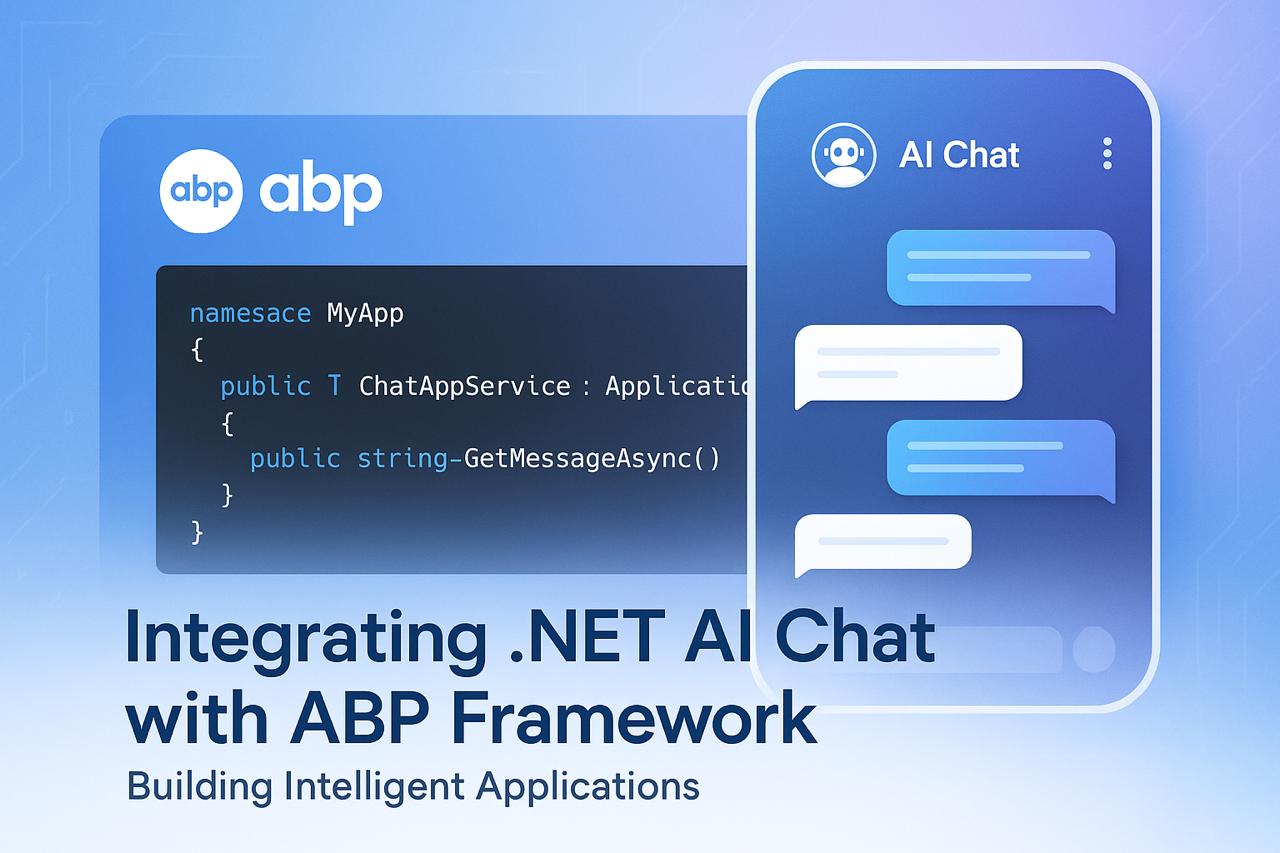 abp abp
AI Chat
namesace MyApp
{
public T ChatAppService : Applicatio
{
public string-GetMessageAsync()
}
}
Integrating .NET AI Chat
with ABP Framework
Building Intelligent Applications